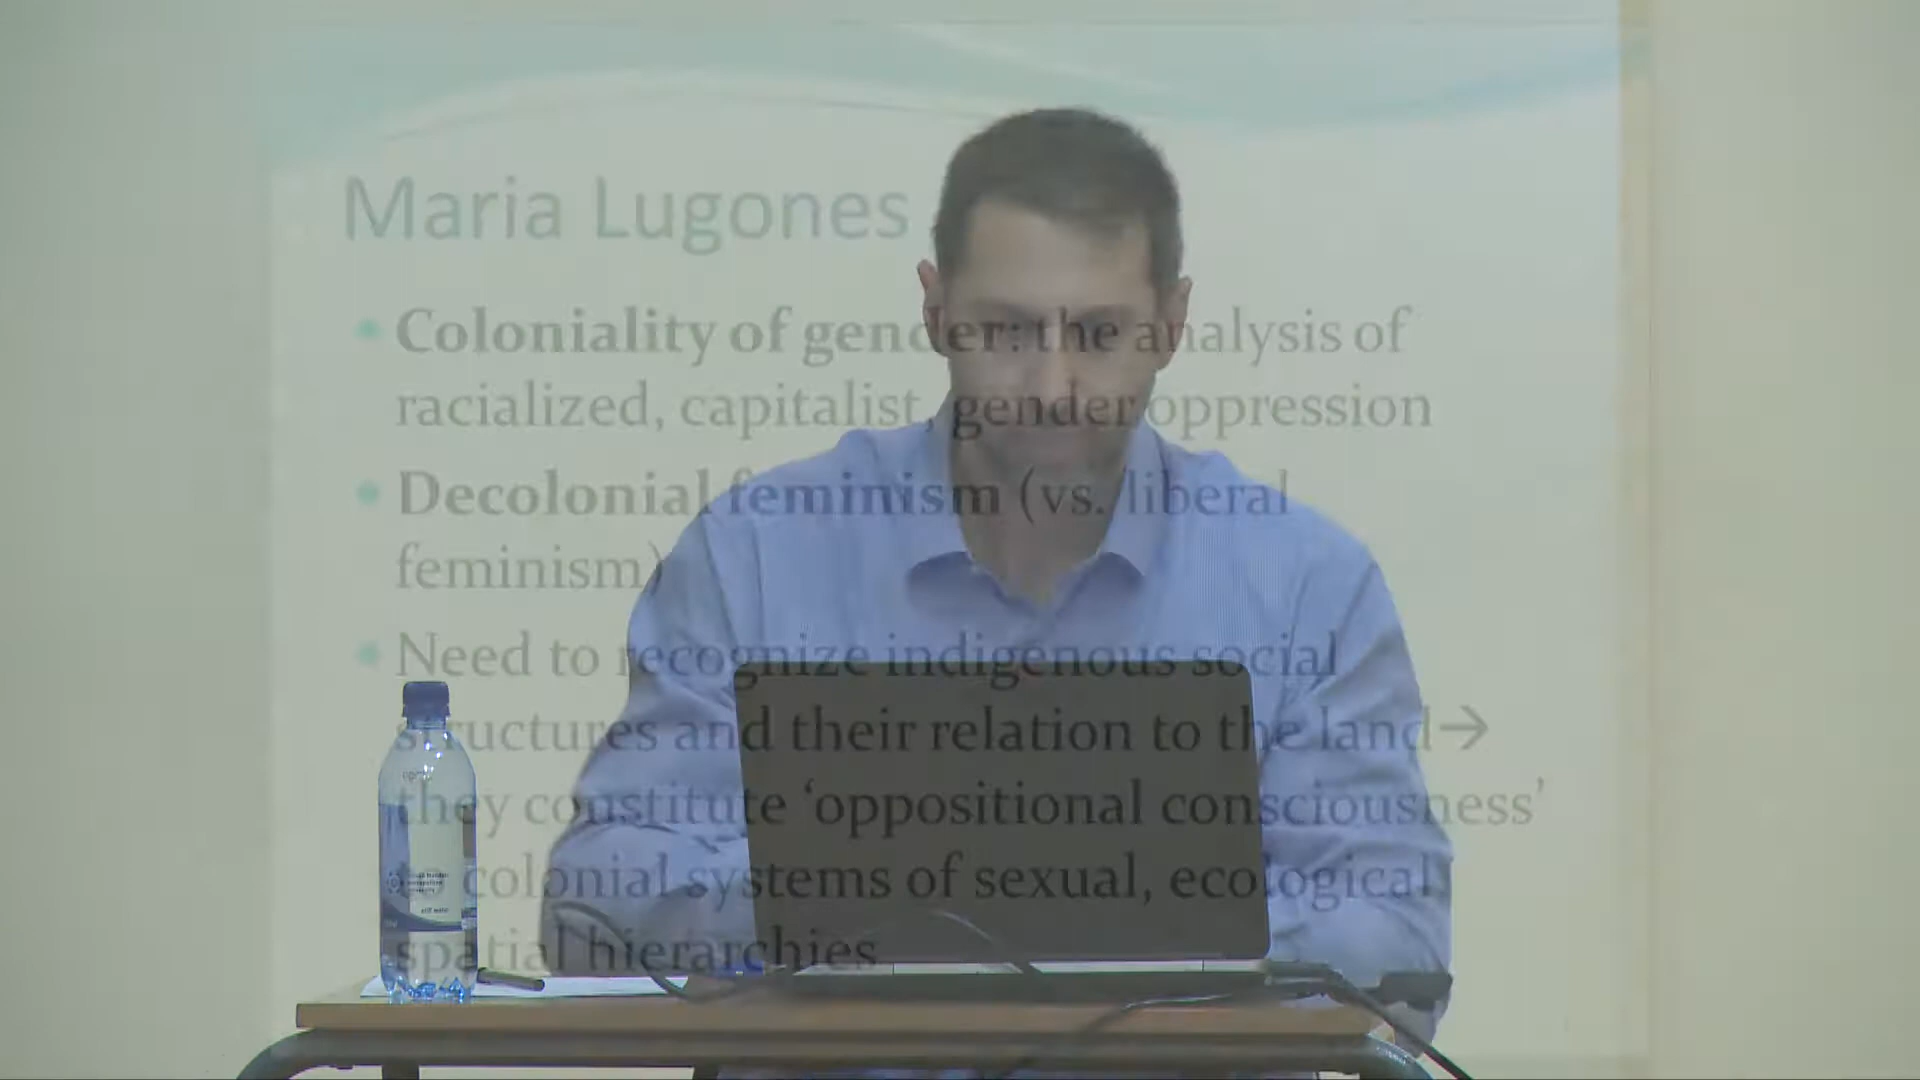 Maria Lugones
Coloniality of gender: the analysis of
racialized, capitalist, gender oppression
Decolonial feminism (vs. liberal
feminism)
Need to recognize indigenous social
structures and their relation to the land→
they constitute ‘oppositional consciousness’
to colonial systems of sexual, ecological
spatial hierarchies
still water